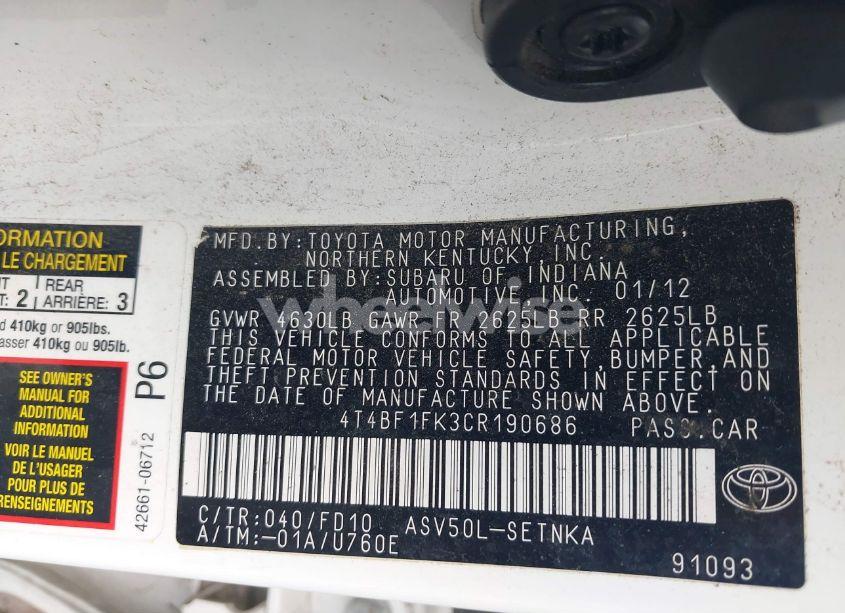 ORMATION
LE CHARGEMENT
2
REAR
ARRIÈRE: 3
410kg or 905lbs.
asser 410kg ou 905lb.
SEE OWNER'S
MANUAL FOR
ADDITIONAL
INFORMATION
VOIR LE MANUEL
DE L'USAGER
POUR PLUS DE
RENSEIGNEMENTS
P6
42661-06712
MFD.BY:TOYOTA MOTOR MANUFACTURING,
NORTHERN KENTUCKY,INC.
ASSEMBLED BY:SUBARU OF INDIANA
AUTOMOTIVE, INC. 01/12
GVWR 4630LB GAWR FR 2625LB RR 2625LB
THIS VEHICLE CONFORMS TO ALL APPLICABLE
FEDERAL MOTOR VEHICLE SAFETY,BUMPER,AND
THEFT PREVENTION STANDARDS IN EFFECT ON
THE DATE OF MANUFACTURE SHOWN ABOVE.
4T4BF1FK3CR190686 PASS.CAR
C/TR:040/FD10 ASV50L-SETNKA
A/TM:-01A/U760E
91093
wheelwise